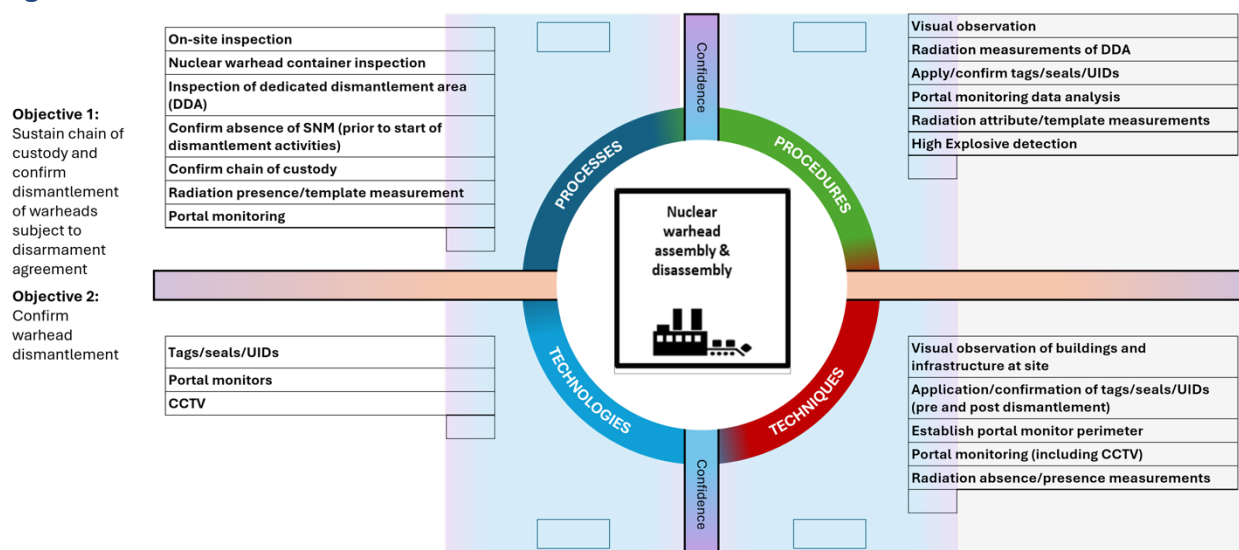 Objective 1:
Sustain chain of
custody and
confirm
dismantlement
of warheads
subject to
disarmament
agreement
Objective 2:
Confirm
warhead
dismantlement
On-site inspection
Nuclear warhead container inspection
Inspection of dedicated dismantlement area
(DDA)
Confirm absence of SNM (prior to start of
dismantlement activities)
Confirm chain of custody
Radiation presence/template measurement
Portal monitoring
Confidence
Visual observation
Radiation measurements of DDA
Apply/confirm tags/seals/UIDs
Portal monitoring data analysis
Radiation attribute/template measurements
High Explosive detection
PROCESSES
PROCEDURES
Nuclear
warhead
assembly &
disassembly
TECHNOLOGIES
TECHNIQUES
Tags/seals/UIDs
Portal monitors
CCTV
Confidence
Visual observation of buildings and
infrastructure at site
Application/confirmation of tags/seals/UIDs
(pre and post dismantlement)
Establish portal monitor perimeter
Portal monitoring (including CCTV)
Radiation absence/presence measurements